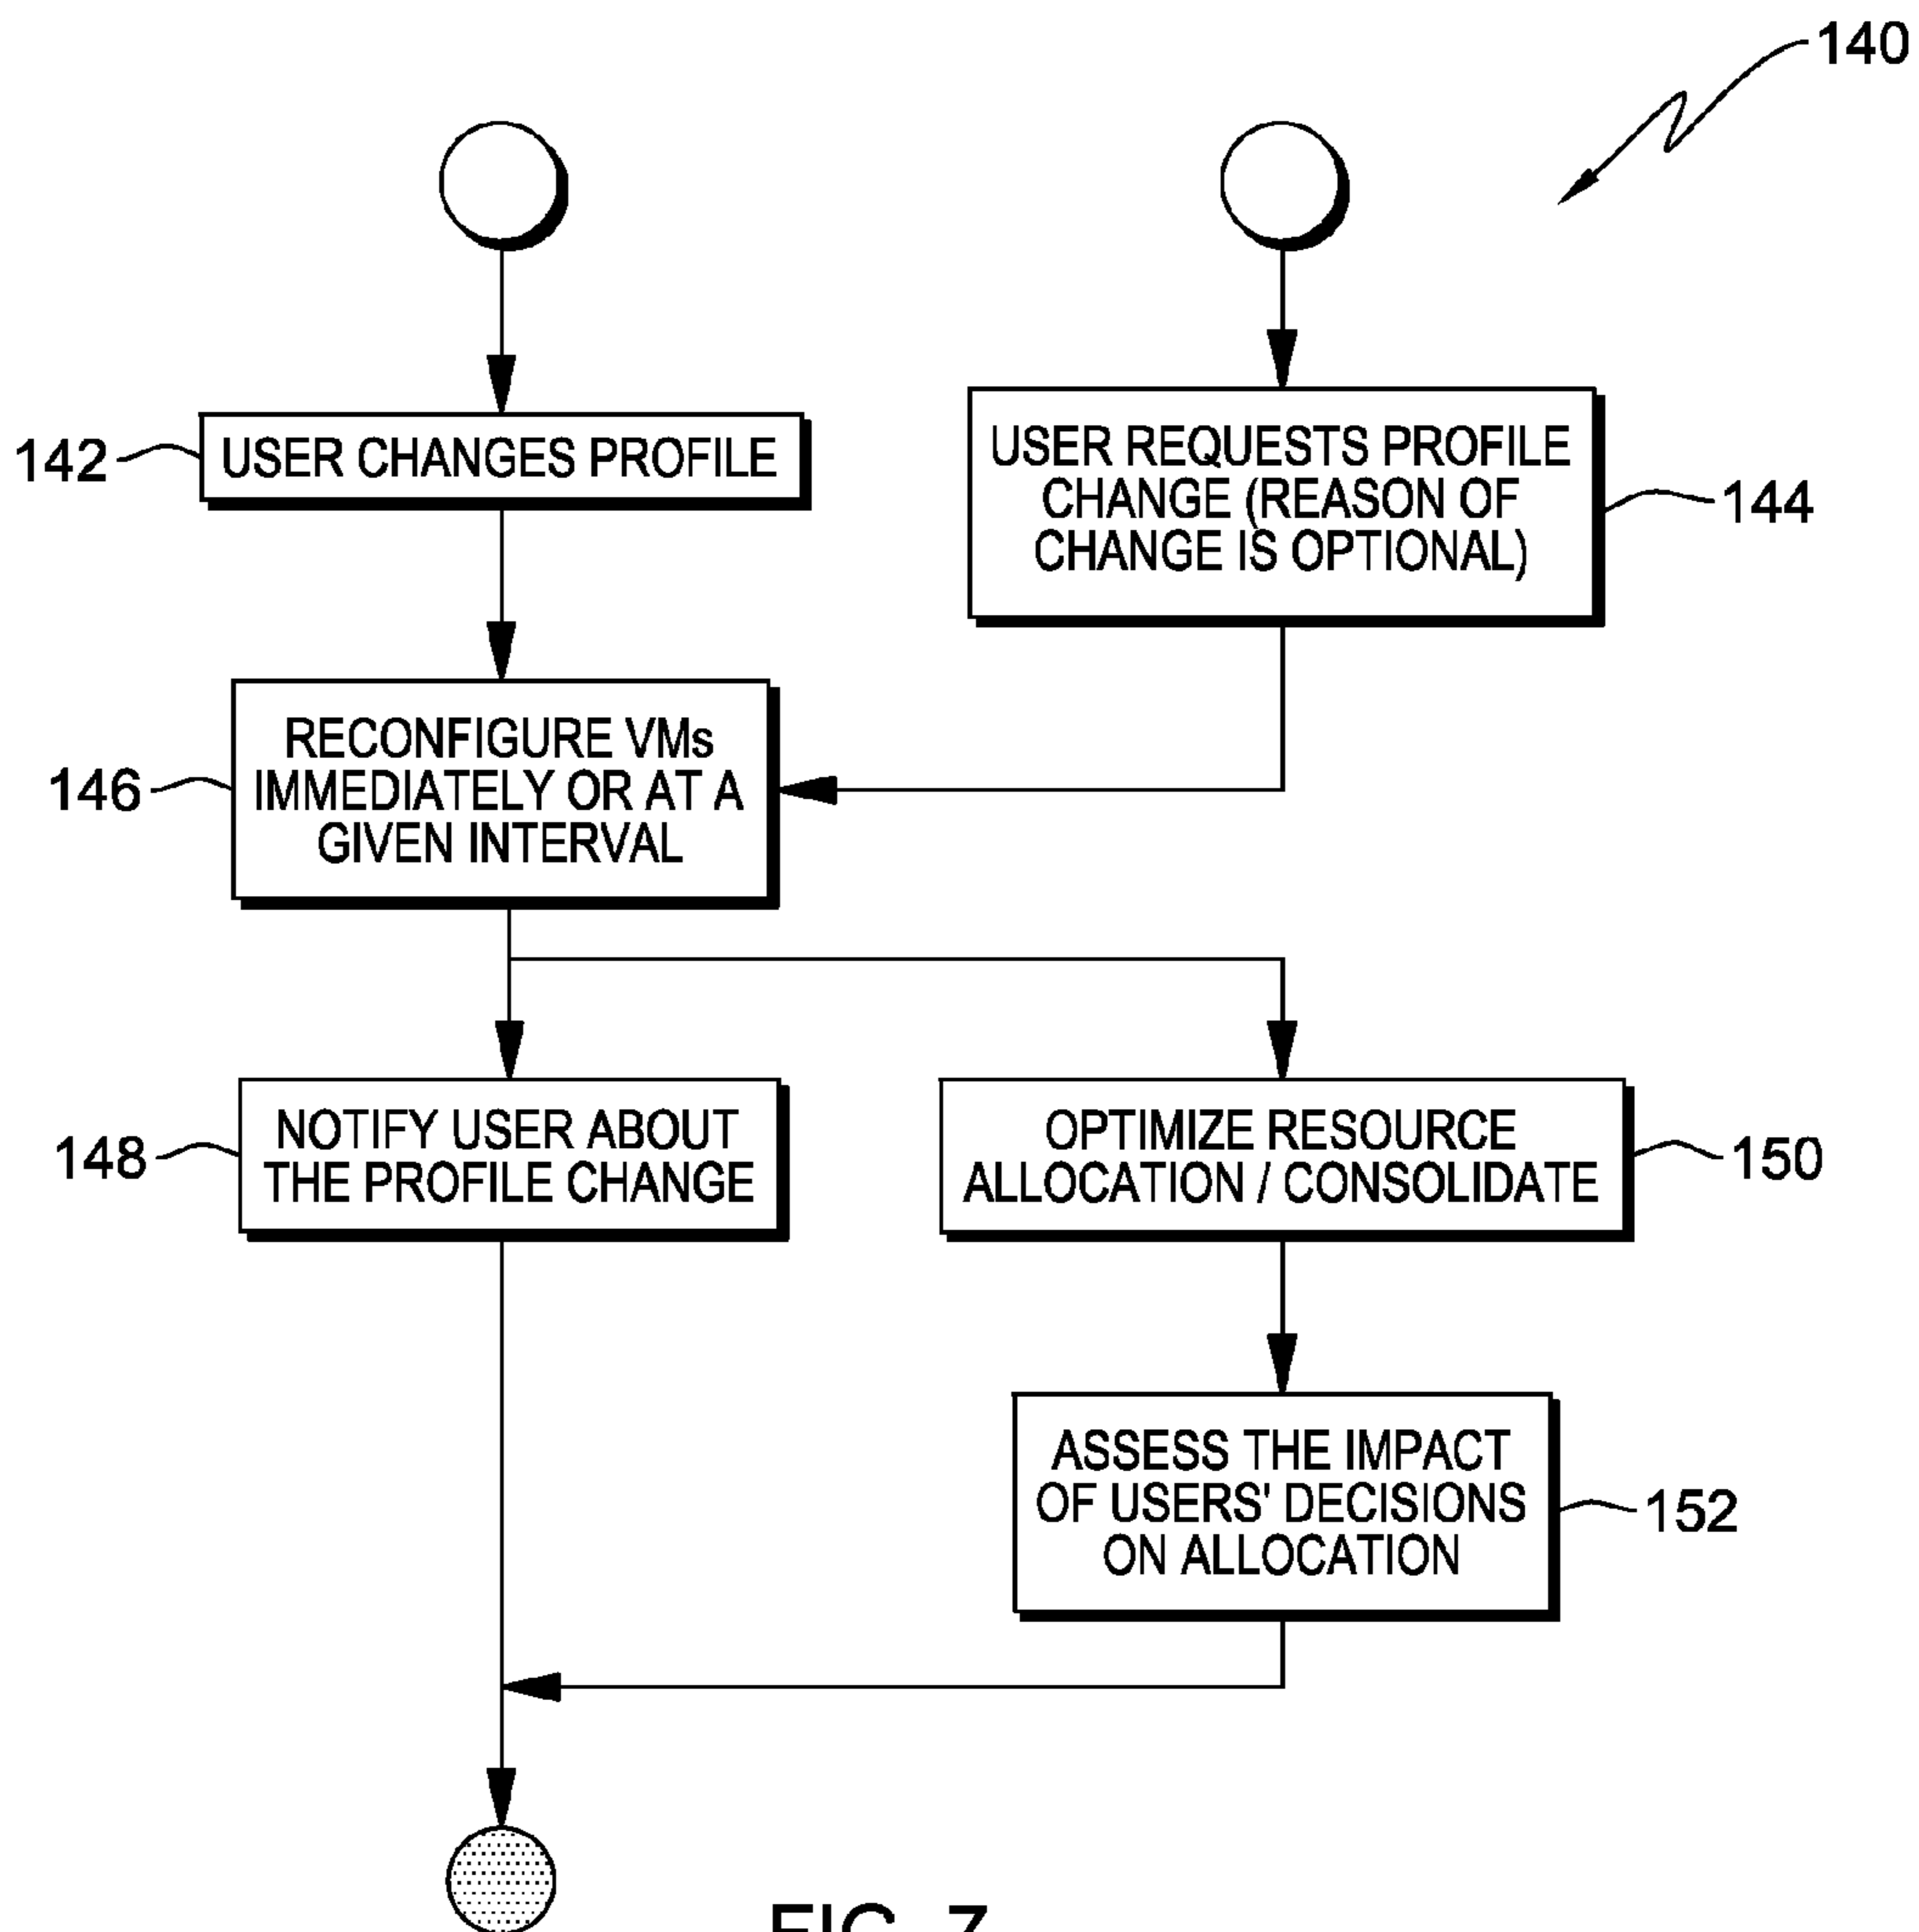 140
142
USER CHANGES PROFILE
USER REQUESTS PROFILE
CHANGE (REASON OF
CHANGE IS OPTIONAL)
144
146
RECONFIGURE VMs
IMMEDIATELY OR AT A
GIVEN INTERVAL
148
NOTIFY USER ABOUT
THE PROFILE CHANGE
OPTIMIZE RESOURCE
ALLOCATION / CONSOLIDATE
150
ASSESS THE IMPACT
OF USERS' DECISIONS
ON ALLOCATION
152
FIG. 7